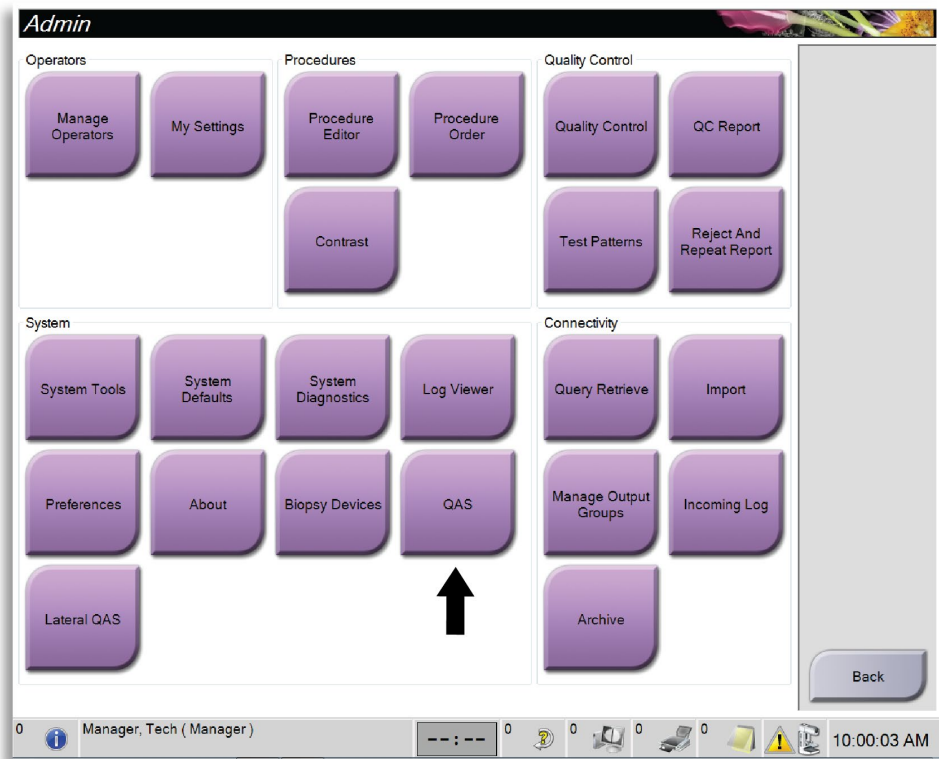 Admin
Operators
Manage
Operators
My Settings
Procedures
Procedure
Editor
Procedure
Order
Contrast
Quality Control
Quality Control
QC Report
Test Patterns
Reject And
Repeat Report
System
System Tools
System
Defaults
System
Diagnostics
Log Viewer
Preferences
About
Biopsy Devices
QAS
Lateral QAS
Connectivity
Query Retrieve
Import
Manage Output
Groups
Incoming Log
Archive
Back
0
Manager, Tech ( Manager )
--:--
0
0
0
0
10:00:03 AM